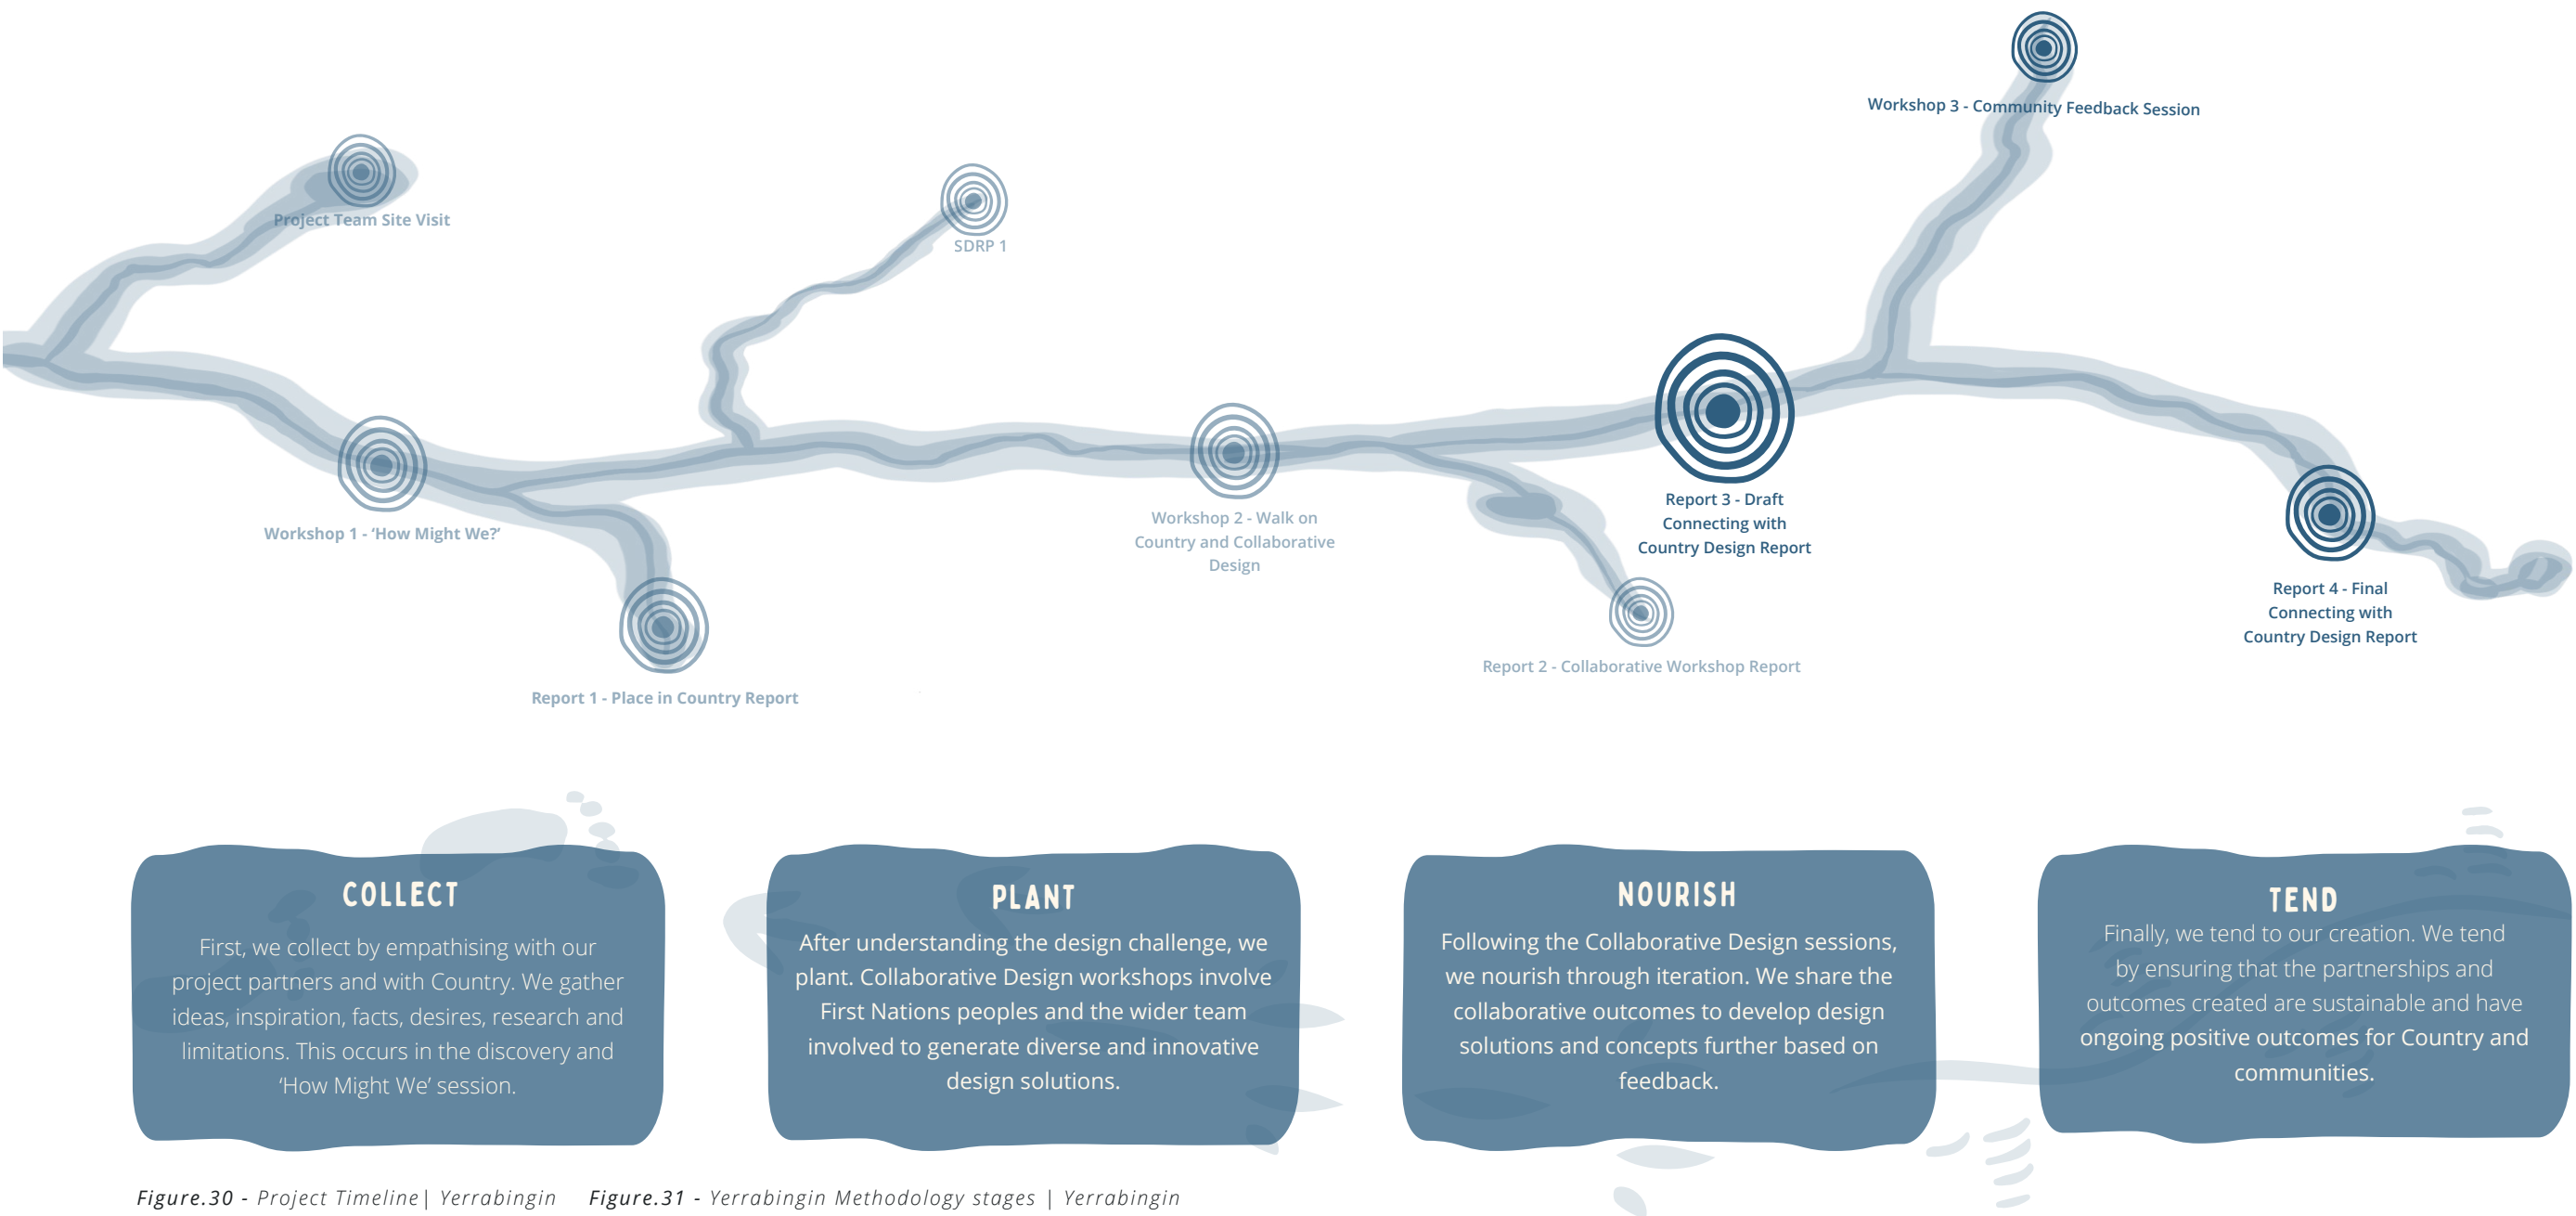 Workshop 3 - Community Feedback Session
Project Team Site Visit
SDRP 1
Workshop 1 - ‘How Might We?’
Workshop 2 - Walk on
Country and Collaborative
Design
Report 3 - Draft
Connecting with
Country Design Report
Report 4 - Final
Connecting with
Country Design Report
Report 2 - Collaborative Workshop Report
Report 1 - Place in Country Report
COLLECT
First, we collect by empathising with our
project partners and with Country. We gather
ideas, inspiration, facts, desires, research and
limitations. This occurs in the discovery and
‘How Might We’ session.
PLANT
After understanding the design challenge, we
plant. Collaborative Design workshops involve
First Nations peoples and the wider team
involved to generate diverse and innovative
design solutions.
NOURISH
Following the Collaborative Design sessions,
we nourish through iteration. We share the
collaborative outcomes to develop design
solutions and concepts further based on
feedback.
TEND
Finally, we tend to our creation. We tend
by ensuring that the partnerships and
outcomes created are sustainable and have
ongoing positive outcomes for Country and
communities.
Figure.30 - Project Timeline| Yerrabingin
Figure.31 - Yerrabingin Methodology stages | Yerrabingin